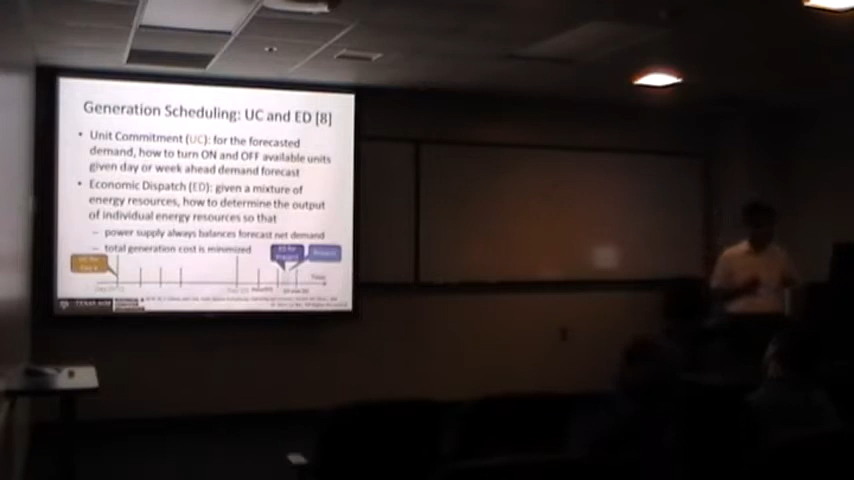 Generation Scheduling: UC and ED [8]
• Unit Commitment (UC): for the forecasted
demand, how to turn ON and OFF available units
given day or week ahead demand forecast
• Economic Dispatch (ED): given a mixture of
energy resources, how to determine the output
of individual energy resources so that
– power supply always balances forecast net demand
– total generation cost is minimized
Time
TEXAS A&M